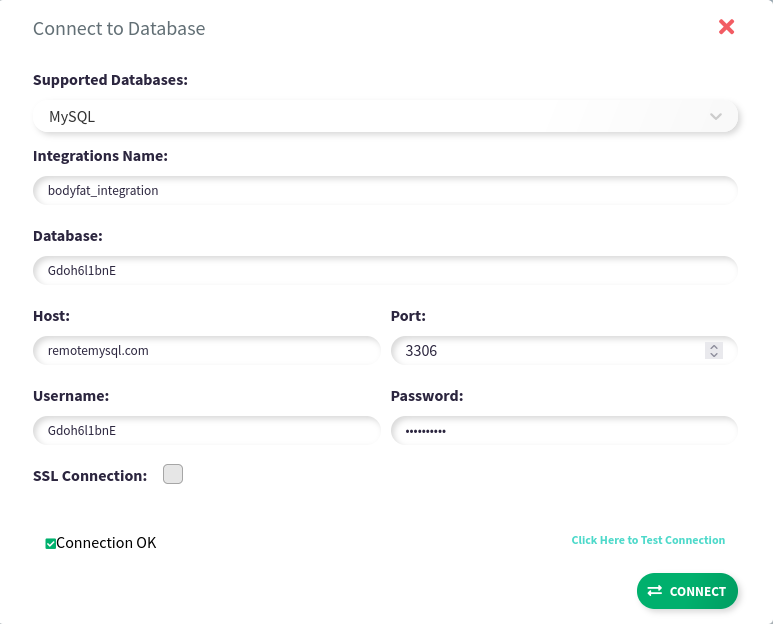 Connect to Database
Supported Databases:
MySQL
Integrations Name:
bodyfat_integration
Database:
Gdoh6l1bnE
Host:
Port:
remotemysql.com
3306
Username:
Password:
Gdoh6l1bnE
••••••••••
SSL Connection:
Connection OK
Click Here to Test Connection
CONNECT